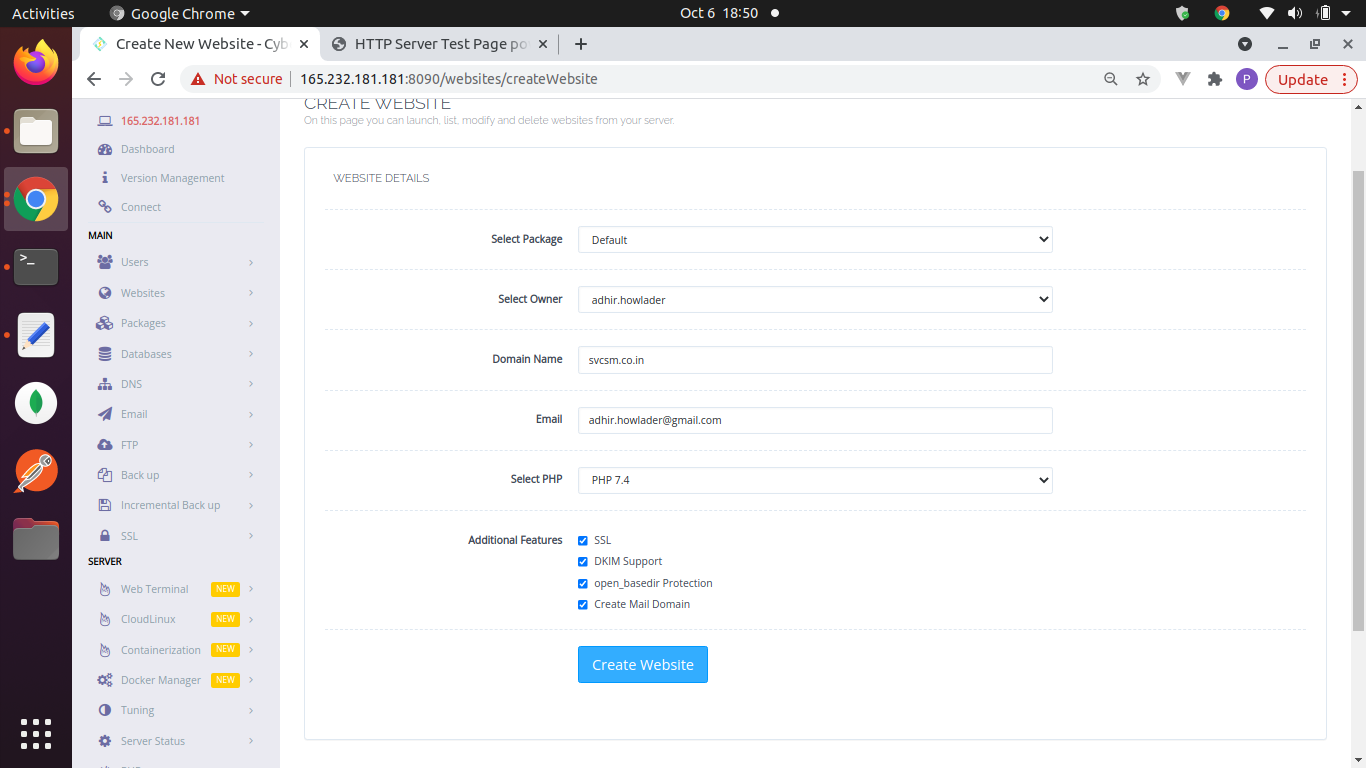 Activities
Google Chrome
Oct 6 18:50
Create New Website - Cyb
HTTP Server Test Page po
Not secure
165.232.181.181:8090/websites/createWebsite
P
Update
165.232.181.181
Dashboard
Version Management
Connect
MAIN
Users
Websites
Packages
Databases
DNS
Email
FTP
Back up
Incremental Back up
SSL
SERVER
Web Terminal NEW
CloudLinux NEW
Containerization NEW
Docker Manager NEW
Tuning
Server Status
CREATE WEBSITE
On this page you can launch, list, modify and delete websites from your server.
WEBSITE DETAILS
Select Package Default
Select Owner adhir.howlader
Domain Name svcsm.co.in
Email adhir.howlader@gmail.com
Select PHP PHP 7.4
Additional Features SSL
DKIM Support
open_basedir Protection
Create Mail Domain
Create Website